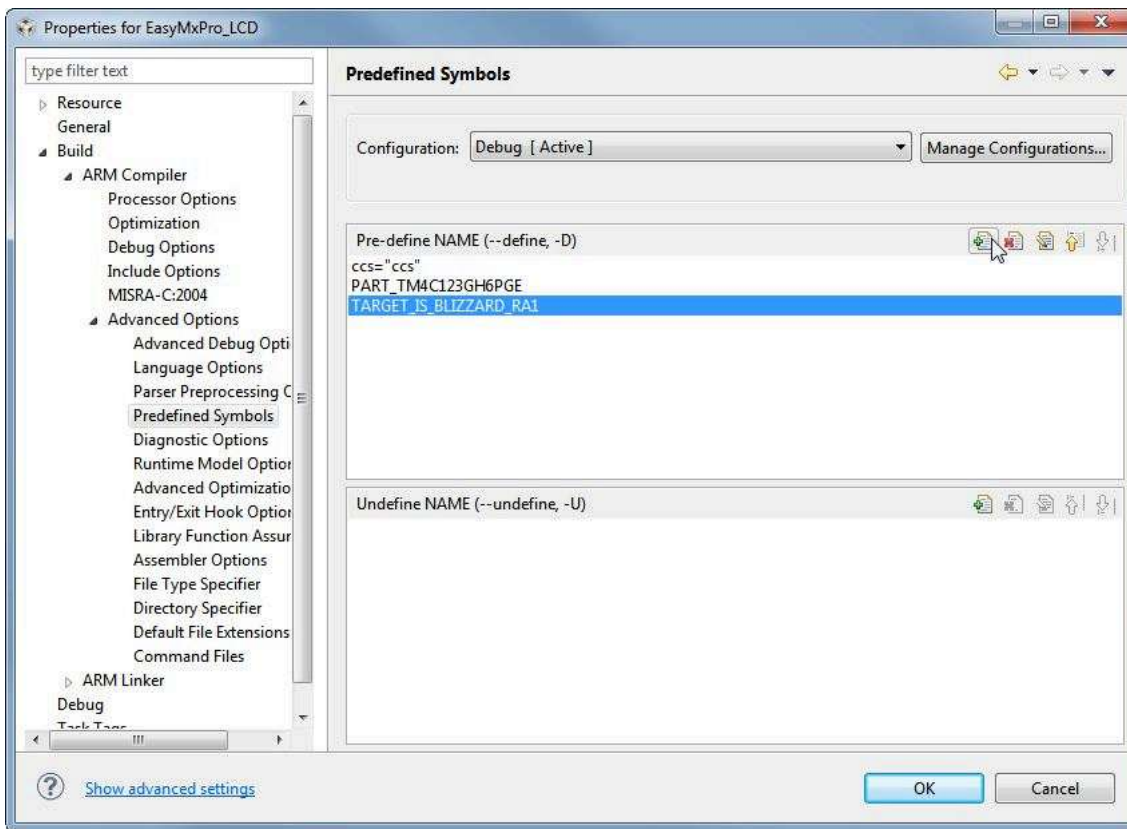 Properties for EasyMxPro_LCD
type filter text
Resource
General
Build
ARM Compiler
Processor Options
Optimization
Debug Options
Include Options
MISRA-C:2004
Advanced Options
Advanced Debug Opti
Language Options
Parser Preprocessing C
Predefined Symbols
Diagnostic Options
Runtime Model Option
Advanced Optimizatio
Entry/Exit Hook Option
Library Function Assur
Assembler Options
File Type Specifier
Directory Specifier
Default File Extensions
Command Files
ARM Linker
Debug
Task Tags
Show advanced settings
Predefined Symbols
Configuration: Debug [ Active ] Manage Configurations...
Pre-define NAME (--define, -D)
ccs="ccs"
PART_TM4C123GH6PGE
TARGET_IS_BLIZZARD_RA1
Undefine NAME (--undefine, -U)
OK Cancel